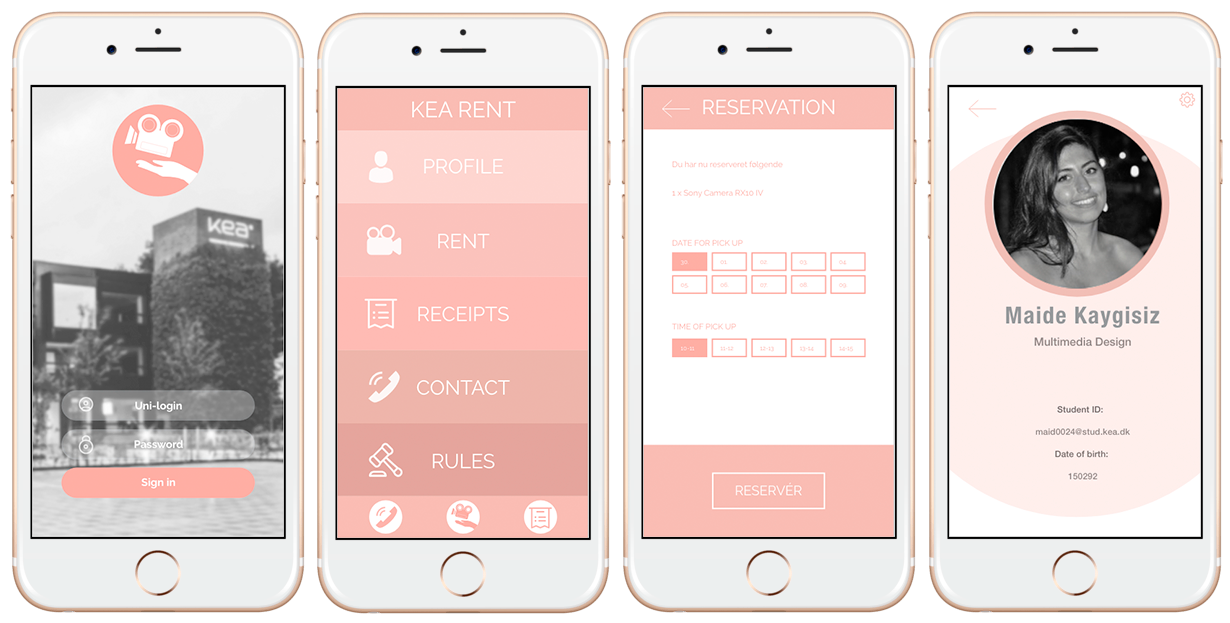 kea
Uni-login
Password
Sign in
KEA RENT
PROFILE
RENT
RECEIPTS
CONTACT
RULES
RESERVATION
Du har nu reserveret følgende
1 x Sony Camera RX10 IV
DATE FOR PICK UP
30. 01. 02. 03. 04.
05. 06. 07. 08. 09.
TIME OF PICK UP
10-11 11-12 12-13 13-14 14-15
RESERVÉR
Maide Kaygisiz
Multimedia Design
Student ID:
maid0024@stud.kea.dk
Date of birth:
150292